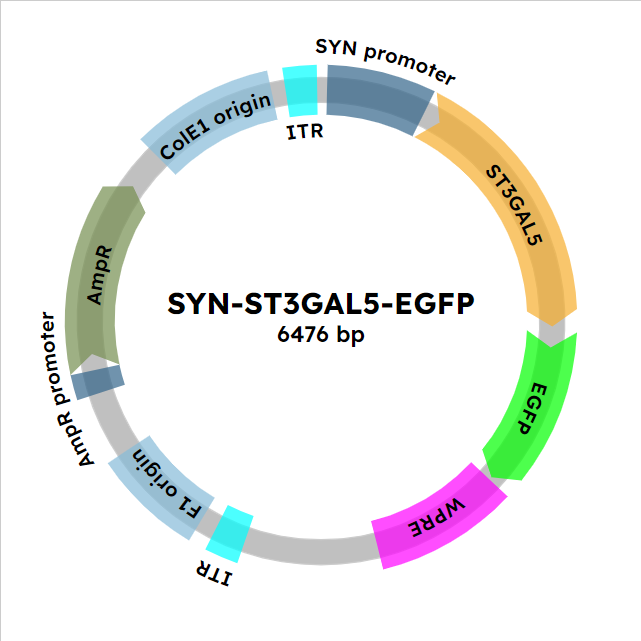 SYN promoter
ColE1 origin
ITR
ST3GAL5
AmpR
SYN-ST3GAL5-EGFP
6476 bp
AmpR promoter
EGFP
F1 origin
WPRE
ITR